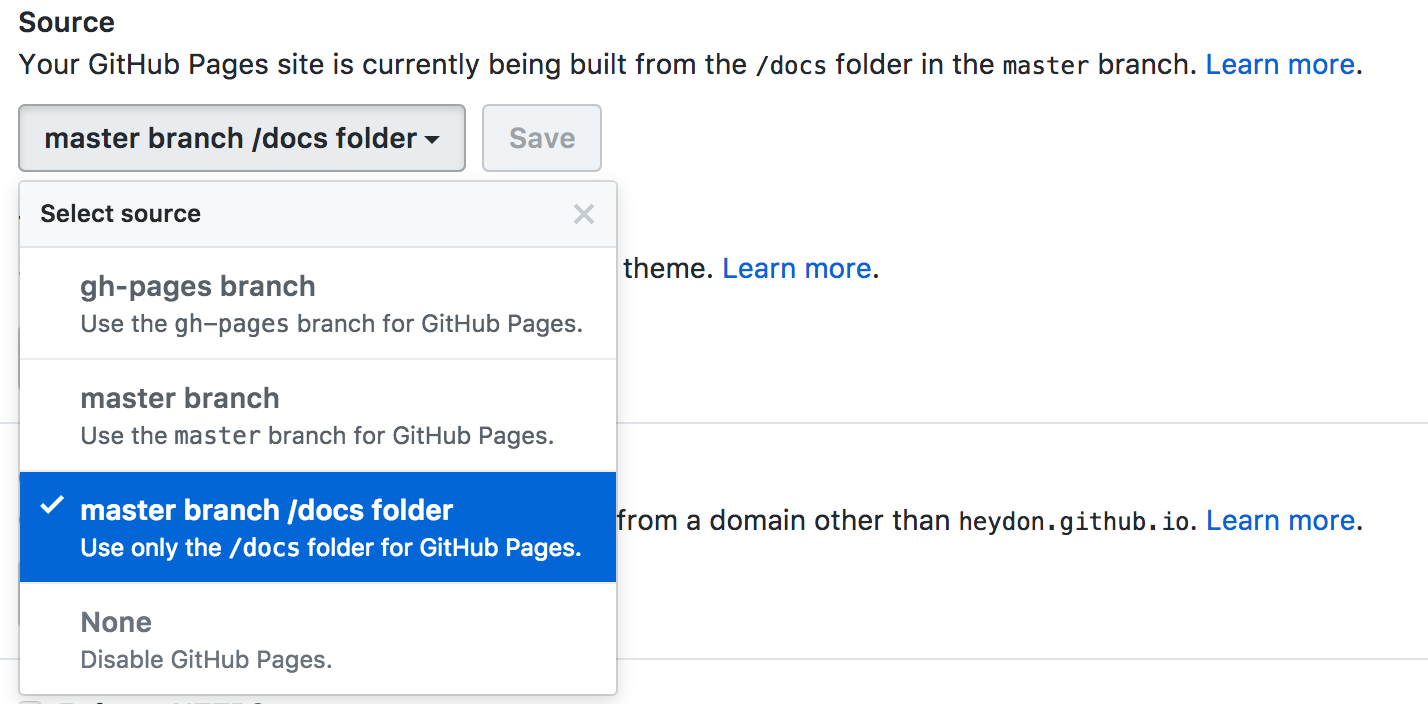 Source
Your GitHub Pages site is currently being built from the /docs folder in the master branch. Learn more.
master branch /docs folder
Save
Select source
theme. Learn more.
gh-pages branch
Use the gh-pages branch for GitHub Pages.
master branch
Use the master branch for GitHub Pages.
master branch /docs folder
from a domain other than heydon.github.io. Learn more.
Use only the /docs folder for GitHub Pages.
None
Disable GitHub Pages.